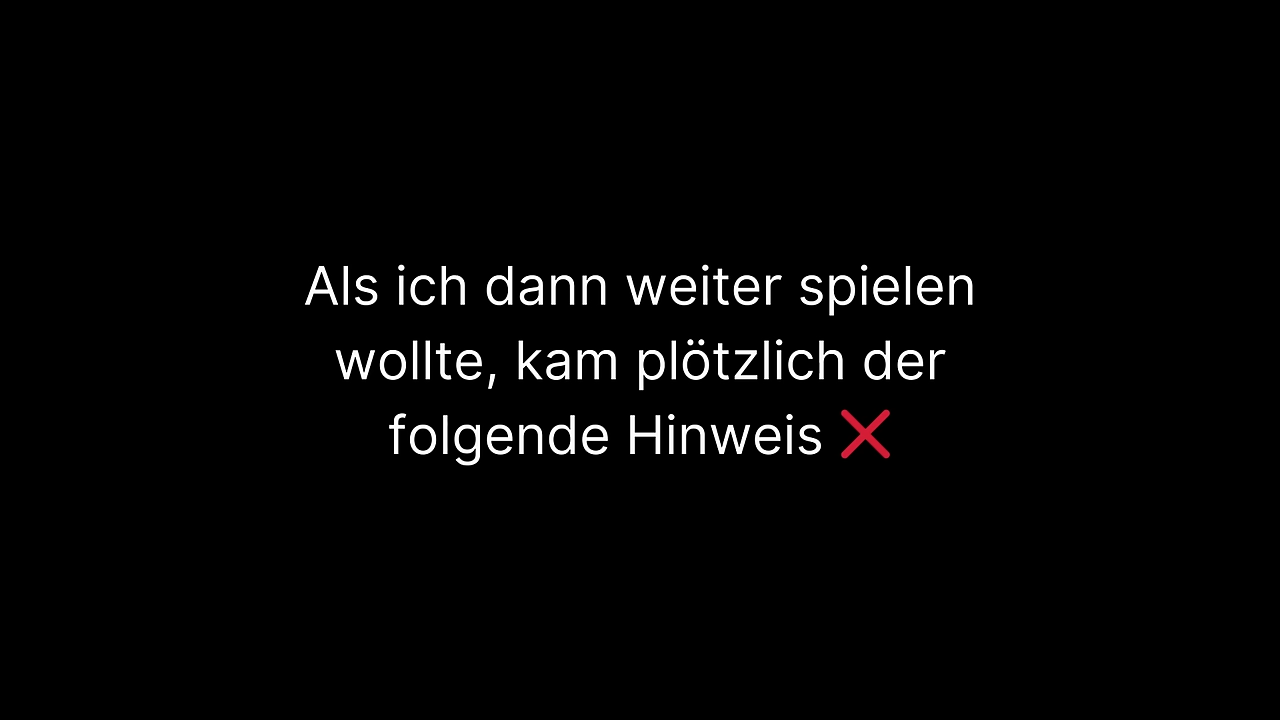 Als ich dann weiter spielen
wollte, kam plötzlich der
folgende Hinweis ❌